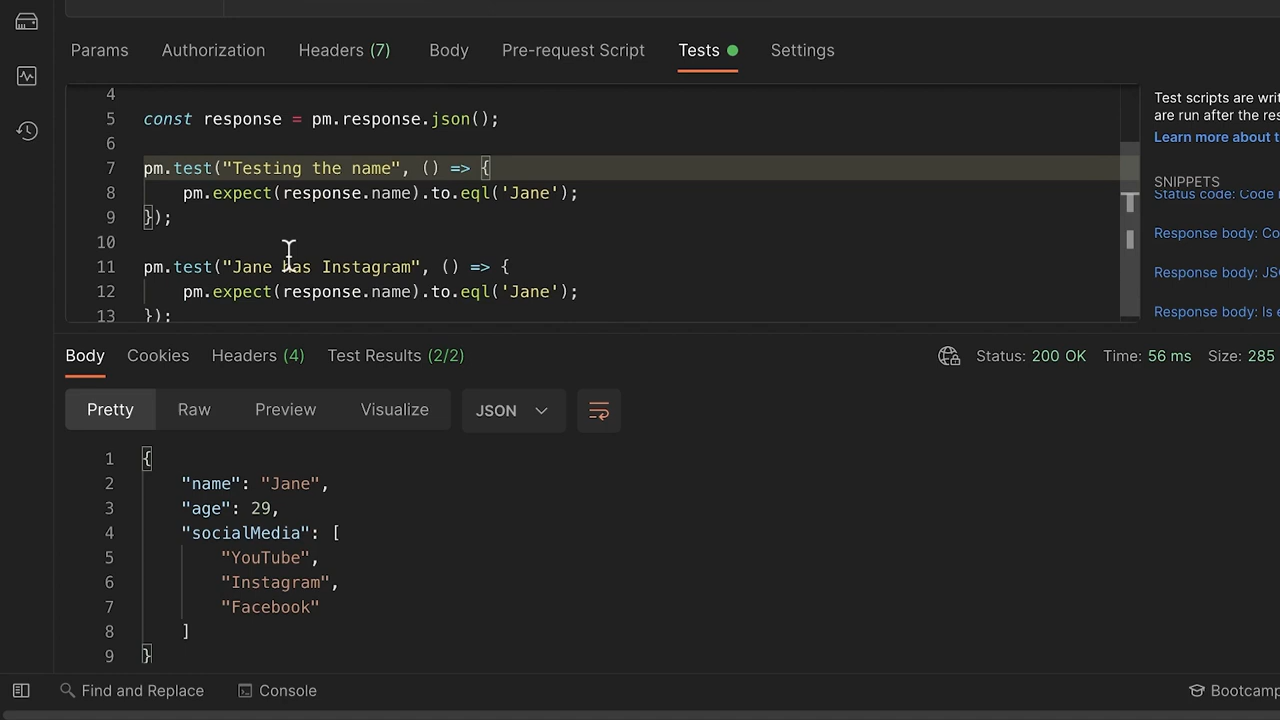 Params Authorization Headers (7) Body Pre-request Script Tests Settings
4
5 const response = pm.response.json();
6
7 pm.test("Testing the name", () => {
8 pm.expect(response.name).to.eql('Jane');
9 });
10
11 pm.test("Jane has Instagram", () => {
12 pm.expect(response.name).to.eql('Jane');
13 });
Test scripts are writ
are run after the res
Learn more about t
SNIPPETS
Status code: Code
Response body: Co
Response body: JS
Response body: Is e
Body Cookies Headers (4) Test Results (2/2) Status: 200 OK Time: 56 ms Size: 285
Pretty Raw Preview Visualize JSON
1 {
2 "name": "Jane",
3 "age": 29,
4 "socialMedia": [
5 "YouTube",
6 "Instagram",
7 "Facebook"
8 ]
9 }
Find and Replace Console Bootcamp